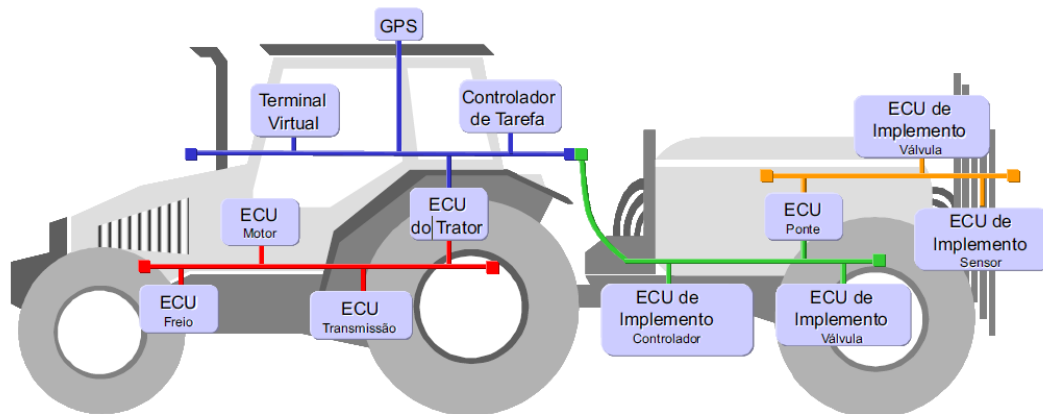 GPS
Terminal
Virtual
Controlador
de Tarefa
ECU de
Implemento
Válvula
ECU
Motor
ECU
do Trator
ECU
Ponte
ECU de
Implemento
Sensor
ECU
Freio
ECU
Transmissão
ECU de
Implemento
Controlador
ECU de
Implemento
Válvula